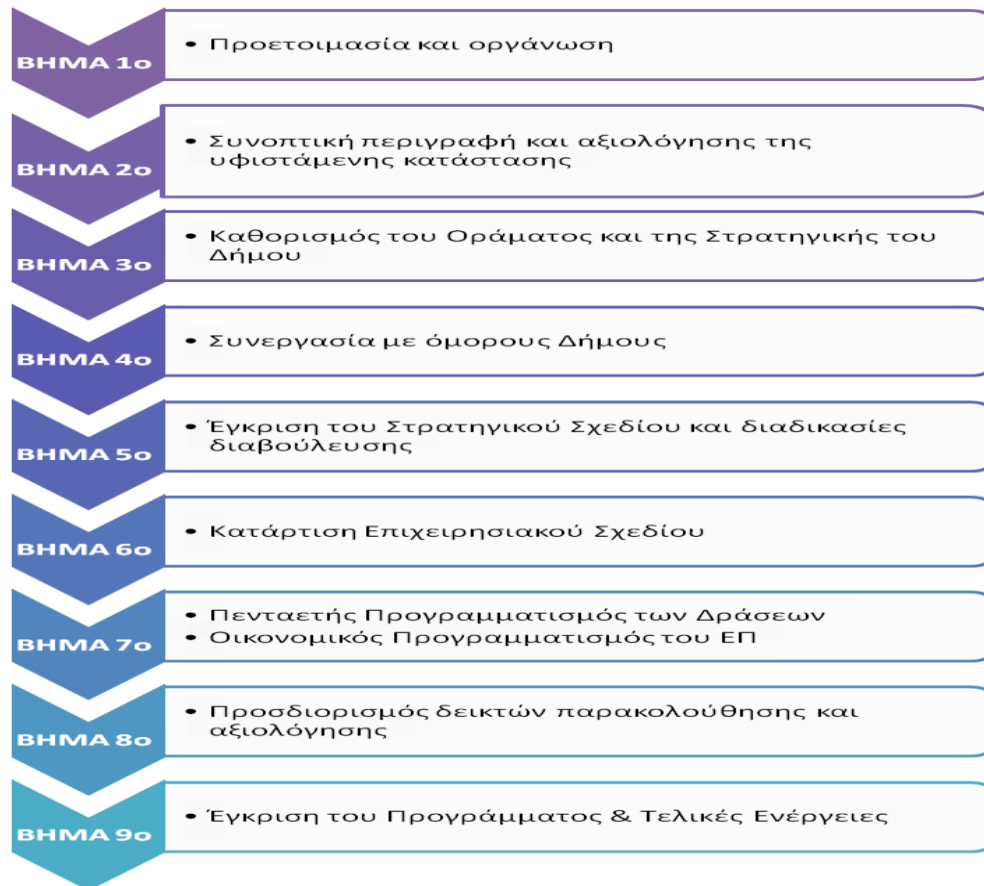 ΒΗΜΑ 1ο
• Προετοιμασία και οργάνωση
ΒΗΜΑ 2ο
• Συνοπτική περιγραφή και αξιολόγησης της
υφιστάμενης κατάστασης
ΒΗΜΑ 3ο
• Καθορισμός του Οράματος και της Στρατηγικής του
Δήμου
ΒΗΜΑ 4ο
• Συνεργασία με όμορους Δήμους
ΒΗΜΑ 5ο
• Έγκριση του Στρατηγικού Σχεδίου και διαδικασίες
διαβούλευσης
ΒΗΜΑ 6ο
• Κατάρτιση Επιχειρησιακού Σχεδίου
ΒΗΜΑ 7ο
• Πενταετής Προγραμματισμός των Δράσεων
• Οικονομικός Προγραμματισμός του ΕΠ
ΒΗΜΑ 8ο
• Προσδιορισμός δεικτών παρακολούθησης και
αξιολόγησης
ΒΗΜΑ 9ο
• Έγκριση του Προγράμματος & Τελικές Ενέργειες